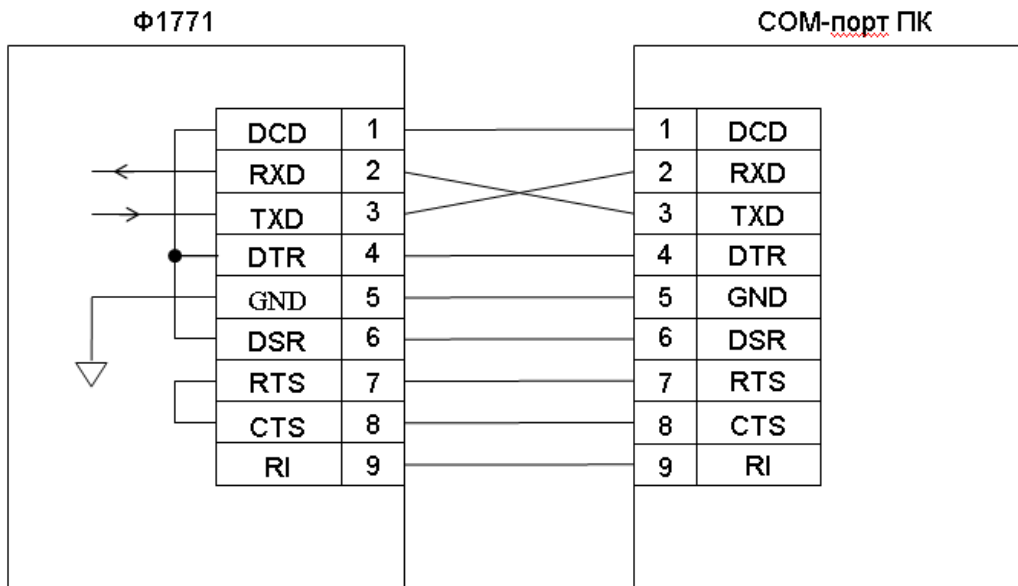 Ф1771 COM-порт ПК
DCD 1 1 DCD
RXD 2 2 RXD
TXD 3 3 TXD
DTR 4 4 DTR
GND 5 5 GND
DSR 6 6 DSR
RTS 7 7 RTS
CTS 8 8 CTS
RI 9 9 RI